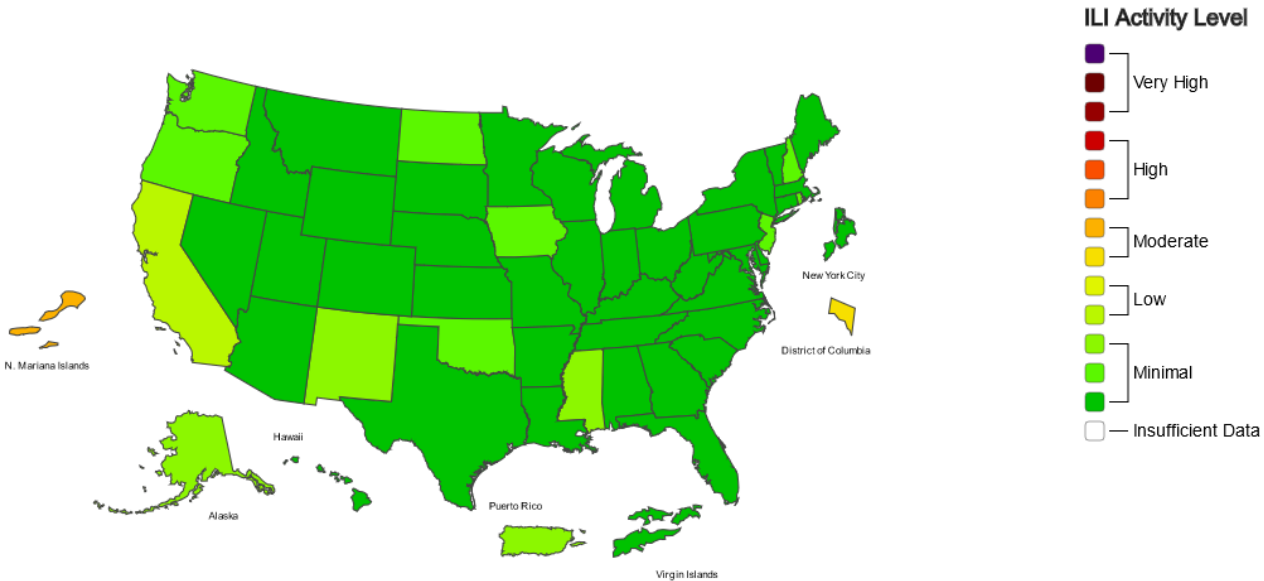 ILI Activity Level
Very High
High
Moderate
Low
Minimal
Insufficient Data
New York City
District of Columbia
N. Mariana Islands
Hawaii
Alaska
Puerto Rico
Virgin Islands